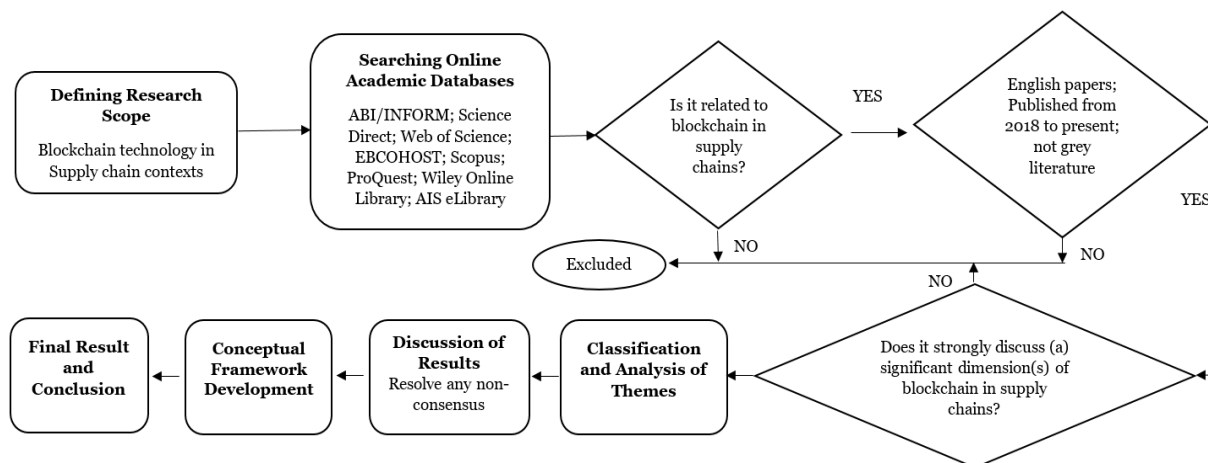 Defining Research
Scope
Blockchain technology in
Supply chain contexts
Searching Online
Academic Databases
ABI/INFORM; Science
Direct; Web of Science;
EBCOHOST; Scopus;
ProQuest; Wiley Online
Library; AIS eLibrary
Is it related to
blockchain in
supply
chains?
YES
English papers;
Published from
2018 to present;
not grey
literature
YES
NO
NO
Excluded
NO
Does it strongly discuss (a)
significant dimension(s) of
blockchain in supply
chains?
Classification
and Analysis of
Themes
Discussion of
Results
Resolve any non-
consensus
Conceptual
Framework
Development
Final Result
and
Conclusion